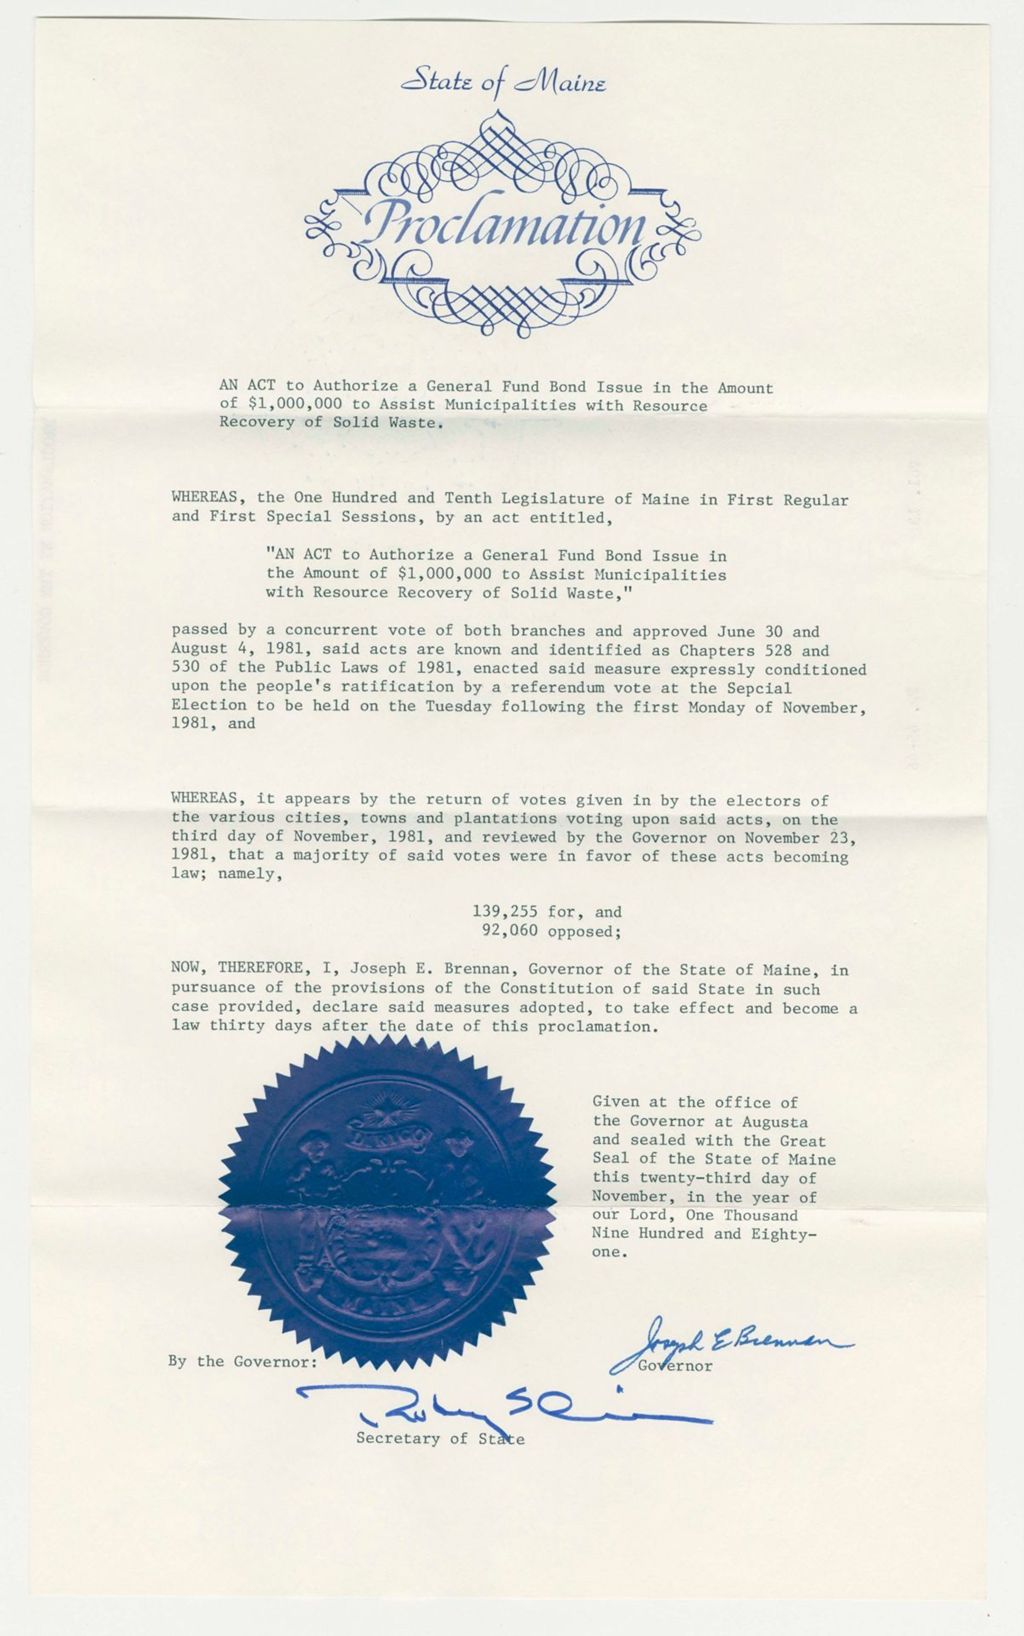 State of Maine
Proclamation
AN ACT to Authorize a General Fund Bond Issue in the Amount
of $1,000,000 to Assist Municipalities with Resource
Recovery of Solid Waste.
WHEREAS, the One Hundred and Tenth Legislature of Maine in First Regular
and First Special Sessions, by an act entitled,
"AN ACT to Authorize a General Fund Bond Issue in
the Amount of $1,000,000 to Assist Municipalities
with Resource Recovery of Solid Waste,"
passed by a concurrent vote of both branches and approved June 30 and
August 4, 1981, said acts are known and identified as Chapters 528 and
530 of the Public Laws of 1981, enacted said measure expressly conditioned
upon the people's ratification by a referendum vote at the Sepcial
Election to be held on the Tuesday following the first Monday of November,
1981, and
WHEREAS, it appears by the return of votes given in by the electors of
the various cities, towns and plantations voting upon said acts, on the
third day of November, 1981, and reviewed by the Governor on November 23,
1981, that a majority of said votes were in favor of these acts becoming
law; namely,
139,255 for, and
92,060 opposed;
NOW, THEREFORE, I, Joseph E. Brennan, Governor of the State of Maine, in
pursuance of the provisions of the Constitution of said State in such
case provided, declare said measures adopted, to take effect and become a
law thirty days after the date of this proclamation.
DIRIGO
MAINE
Given at the office of
the Governor at Augusta
and sealed with the Great
Seal of the State of Maine
this twenty-third day of
November, in the year of
our Lord, One Thousand
Nine Hundred and Eighty-
one.
Joseph E Brennan
Governor
By the Governor:
Secretary of State